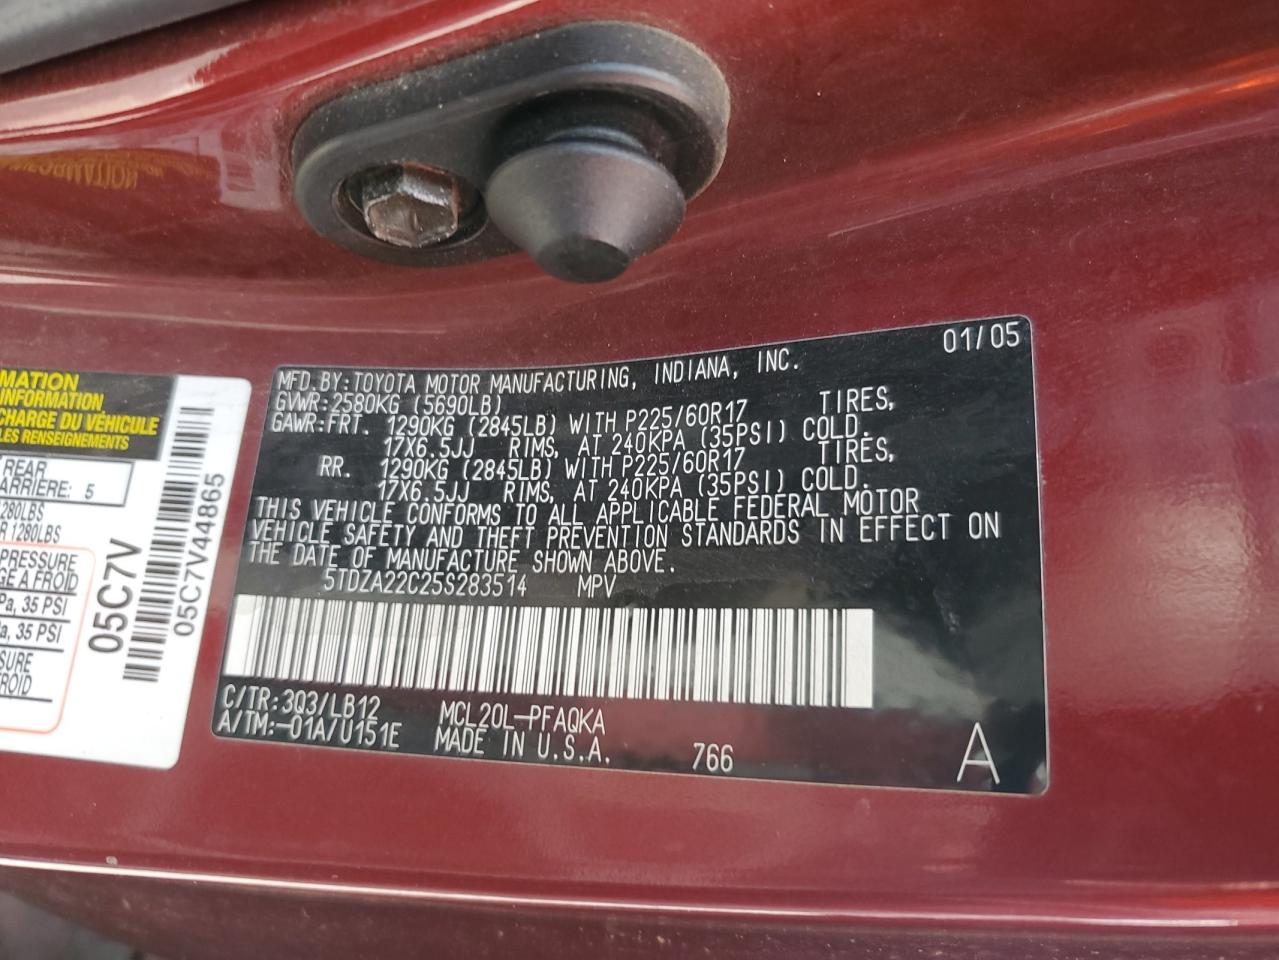 01/05
MFD.BY:TOYOTA MOTOR MANUFACTURING, INDIANA, INC.
GVWR:2580KG (5690LB)
GAWR:FRT. 1290KG (2845LB) WITH P225/60R17 TIRES,
17X6.5JJ RIMS, AT 240KPA (35PSI) COLD.
RR. 1290KG (2845LB) WITH P225/60R17 TIRES,
17X6.5JJ RIMS, AT 240KPA (35PSI) COLD.
THIS VEHICLE CONFORMS TO ALL APPLICABLE FEDERAL MOTOR
VEHICLE SAFETY AND THEFT PREVENTION STANDARDS IN EFFECT ON
THE DATE OF MANUFACTURE SHOWN ABOVE.
5TDZA22C25S283514 MPV
C/TR:3Q3/LB12 MCL20L-PFAQKA
A/TM:-01A/U151E MADE IN U.S.A. 766 A
MATION
INFORMATION
CHARGE DU VÉHICULE
LES RENSEIGNEMENTS
REAR
ARRIÈRE: 5
1280LBS
R 1280LBS
PRESSURE
GE A FROID
Pa, 35 PSI
a, 35 PSI
SURE
FROID
05C7V
05C7V44865